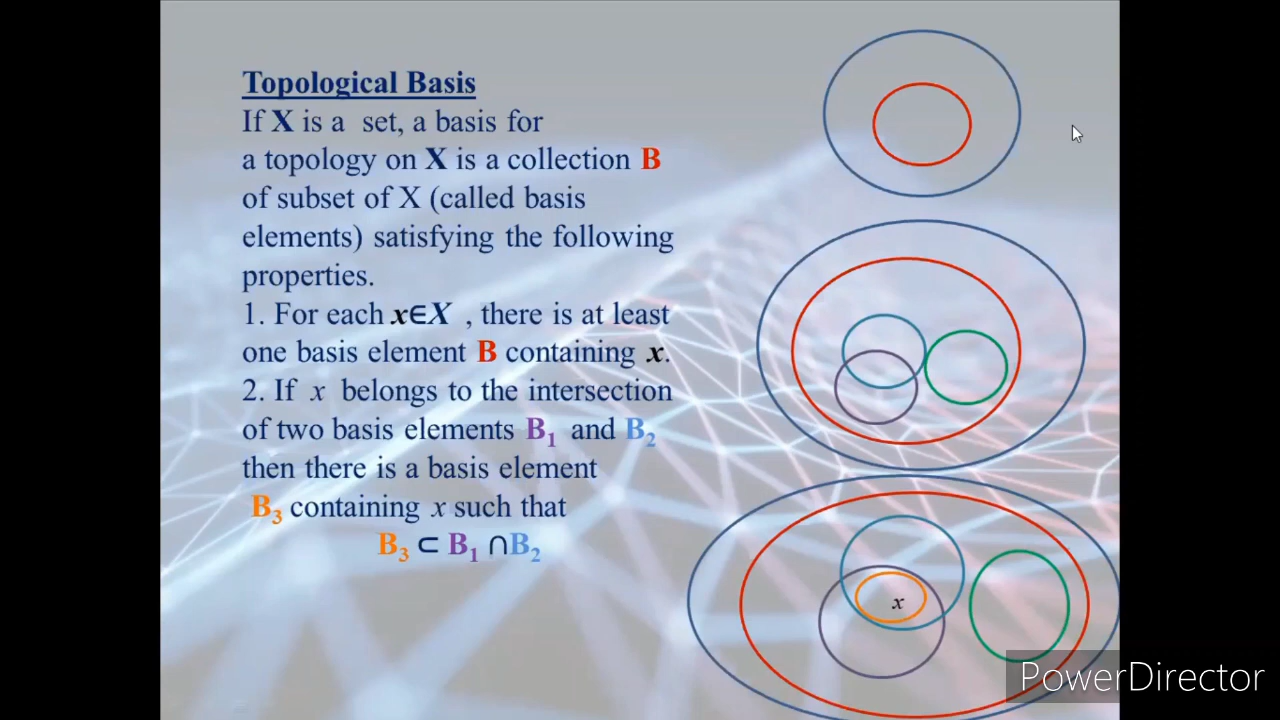 Topological Basis
If X is a set, a basis for
a topology on X is a collection B
of subset of X (called basis
elements) satisfying the following
properties.
1. For each x∈X , there is at least
one basis element B containing x.
2. If x belongs to the intersection
of two basis elements B₁ and B₂
then there is a basis element
B₃ containing x such that
B₃ ⊂ B₁ ∩B₂
x
PowerDirector